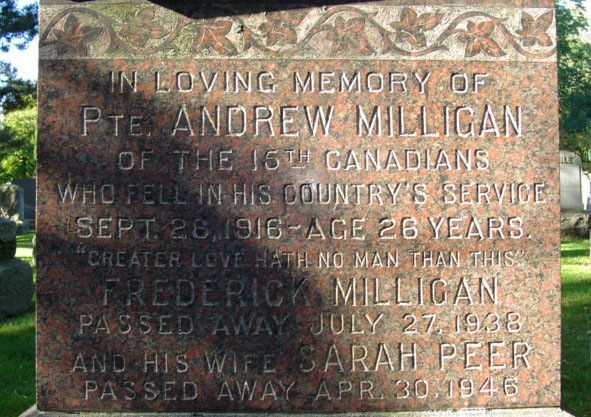 IN LOVING MEMORY OF
PTE. ANDREW MILLIGAN
OF THE 15TH CANADIANS
WHO FELL IN HIS COUNTRY'S SERVICE
SEPT. 28, 1916 - AGE 26 YEARS.
"GREATER LOVE HATH NO MAN THAN THIS"
FREDERICK MILLIGAN
PASSED AWAY JULY 27, 1938
AND HIS WIFE SARAH PEER
PASSED AWAY APR. 30, 1946